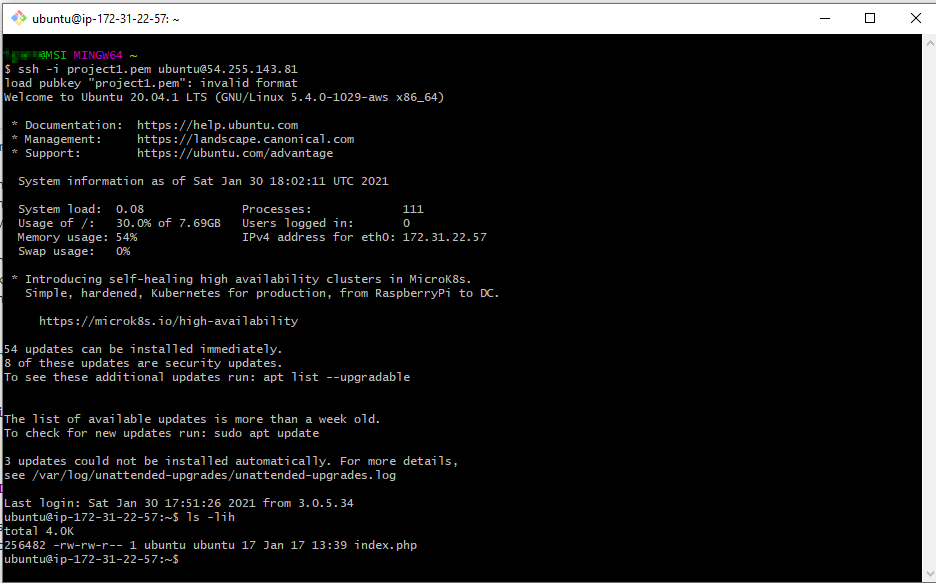 ubuntu@ip-172-31-22-57: ~
@MSI MINGW64 ~
$ ssh -i project1.pem ubuntu@54.255.143.81
load pubkey "project1.pem": invalid format
Welcome to Ubuntu 20.04.1 LTS (GNU/Linux 5.4.0-1029-aws x86_64)
* Documentation: https://help.ubuntu.com
* Management: https://landscape.canonical.com
* Support: https://ubuntu.com/advantage
System information as of Sat Jan 30 18:02:11 UTC 2021
System load: 0.08 Processes: 111
Usage of /: 30.0% of 7.69GB Users logged in: 0
Memory usage: 54% IPv4 address for eth0: 172.31.22.57
Swap usage: 0%
* Introducing self-healing high availability clusters in MicroK8s.
Simple, hardened, Kubernetes for production, from RaspberryPi to DC.
https://microk8s.io/high-availability
54 updates can be installed immediately.
8 of these updates are security updates.
To see these additional updates run: apt list --upgradable
The list of available updates is more than a week old.
To check for new updates run: sudo apt update
3 updates could not be installed automatically. For more details,
see /var/log/unattended-upgrades/unattended-upgrades.log
Last login: Sat Jan 30 17:51:26 2021 from 3.0.5.34
ubuntu@ip-172-31-22-57:~$ ls -lih
total 4.0K
256482 -rw-rw-r-- 1 ubuntu ubuntu 17 Jan 17 13:39 index.php
ubuntu@ip-172-31-22-57:~$